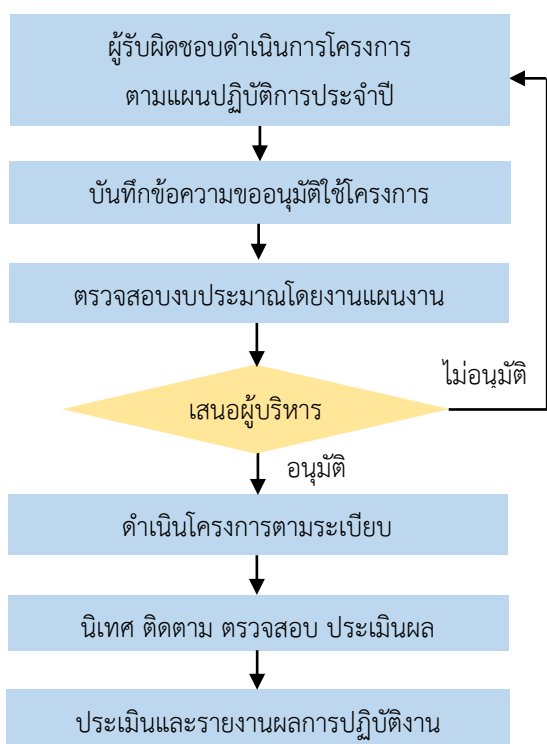 ผู้รับผิดชอบดำเนินการโครงการ
ตามแผนปฏิบัติการประจำปี
บันทึกข้อความขออนุมัติใช้โครงการ
ตรวจสอบงบประมาณโดยงานแผนงาน
ไม่อนุมัติ
เสนอผู้บริหาร
อนุมัติ
ดำเนินโครงการตามระเบียบ
นิเทศ ติดตาม ตรวจสอบ ประเมินผล
ประเมินและรายงานผลการปฏิบัติงาน